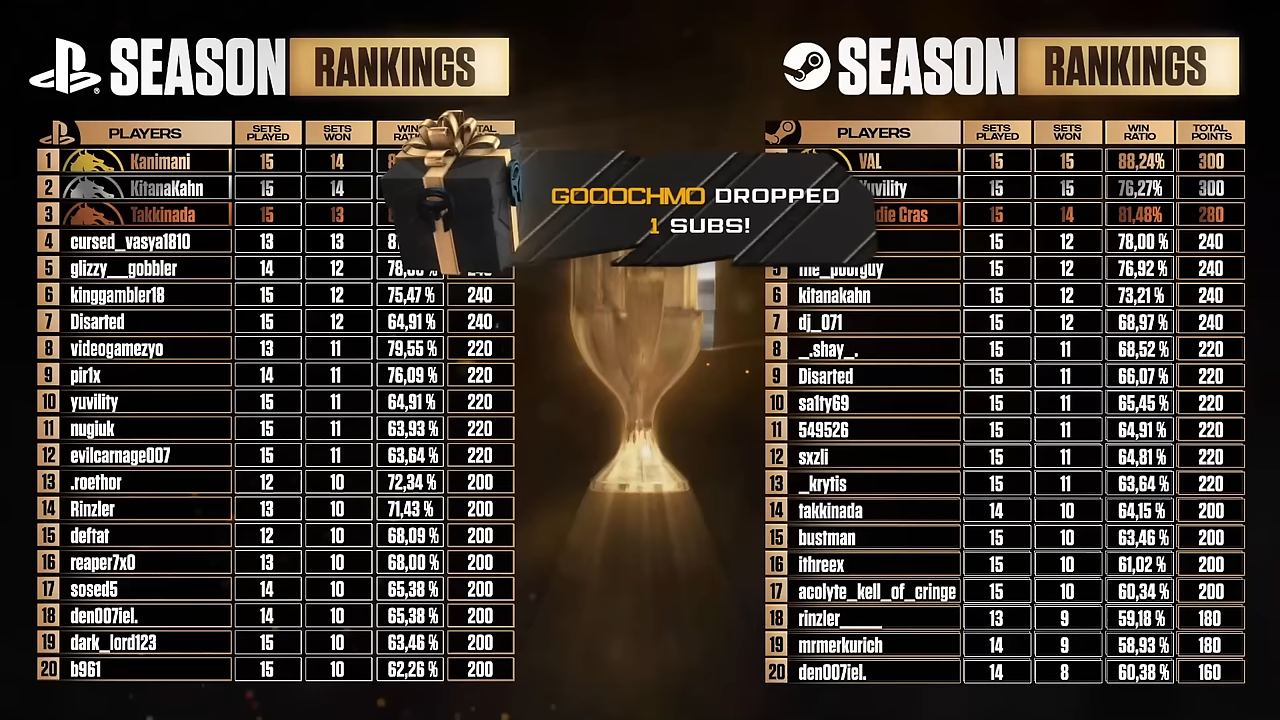 SEASON RANKINGS
PLAYERS SETS PLAYED SETS WON
1 Kanimani 15 14
2 KitanaKahn 15 14
3 Takkinada 15 13
4 cursed_vasya1810 13 13
5 glizzy__gobbler 14 12
6 kinggambler18 15 12 75,47 % 240
7 Disarted 15 12 64,91 % 240
8 videogamezyo 13 11 79,55 % 220
9 pir1x 14 11 76,09 % 220
10 yuvility 15 11 64,91 % 220
11 nugiuk 15 11 63,93 % 220
12 evilcarnage007 15 11 63,64 % 220
13 .roethor 12 10 72,34 % 200
14 Rinzler 13 10 71,43 % 200
15 deftat 12 10 68,09 % 200
16 reaper7x0 13 10 68,00 % 200
17 sosed5 14 10 65,38 % 200
18 den007iel. 14 10 65,38 % 200
19 dark_lord123 15 10 63,46 % 200
20 b961 15 10 62,26 % 200
GOOOCHMO DROPPED
1 SUBS!
SEASON RANKINGS
PLAYERS SETS PLAYED SETS WON WIN RATIO TOTAL POINTS
VAL 15 15 88,24% 300
15 15 76,27% 300
Cras 15 14 81,48% 280
15 12 78,00 % 240
15 12 76,92 % 240
6 kitanakahn 15 12 73,21 % 240
7 dj_071 15 12 68,97 % 240
8 _.shay_. 15 11 68,52 % 220
9 Disarted 15 11 66,07 % 220
10 sa1ty69 15 11 65,45 % 220
11 549526 15 11 64,91 % 220
12 sxzli 15 11 64,81 % 220
13 _krytis 15 11 63,64 % 220
14 takkinada 14 10 64,15 % 200
15 bustman 15 10 63,46 % 200
16 ithreex 15 10 61,02 % 200
17 acolyte_kell_of_cringe 15 10 60,34 % 200
18 rinzler_____ 13 9 59,18 % 180
19 mrmerkurich 14 9 58,93 % 180
20 den007iel. 14 8 60,38 % 160